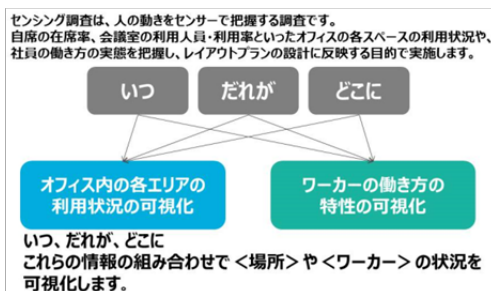 センシング調査は、人の動きをセンサーで把握する調査です。
自席の在席率、会議室の利用人員・利用率といったオフィスの各スペースの利用状況や、
社員の働き方の実態を把握し、レイアウトプランの設計に反映する目的で実施します。
いつ
だれが
どこに
オフィス内の各エリアの
利用状況の可視化
ワーカーの働き方の
特性の可視化
いつ、だれが、どこに
これらの情報の組み合わせで＜場所＞や＜ワーカー＞の状況を
可視化します。